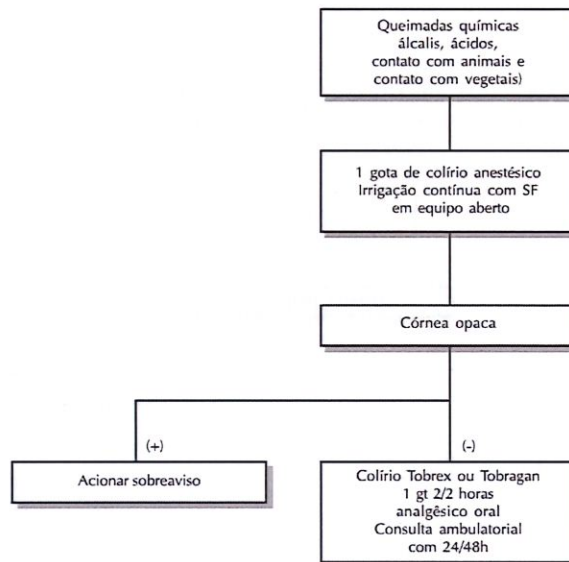 Queimadas químicas
álcalis, ácidos,
contato com animais e
contato com vegetais)
1 gota de colírio anestésico
Irrigação contínua com SF
em equipo aberto
Córnea opaca
(+)
(-)
Acionar sobreaviso
Colírio Tobrex ou Tobragan
1 gt 2/2 horas
analgêsico oral
Consulta ambulatorial
com 24/48h